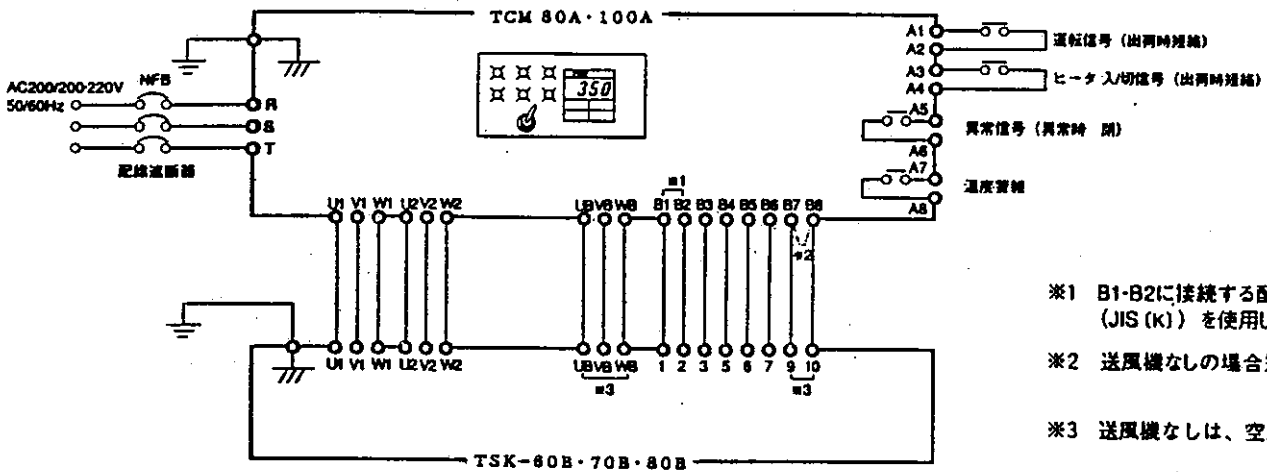 TCM 80A・100A
A1
A2
運転信号 (出荷時短絡)
A3
A4
ヒータ入/切信号 (出荷時短絡)
A5
A6
異常信号 (異常時 閉)
A7
A8
温度警報
350
AC200/200-220V
50/60Hz
NFB
R
S
T
配線遮断器
※1
U1 V1 W1 U2 V2 W2 UB VB WB B1 B2 B3 B4 B5 B6 B7 B8
※2
U1 V1 W1 U2 V2 W2 UB VB WB 1 2 3 5 6 7 9 10
※3 ※3
TSK-60B・70B・80B
※1 B1-B2に接続する配
(JIS (K)) を使用し
※2 送風機なしの場合
※3 送風機なしは、空